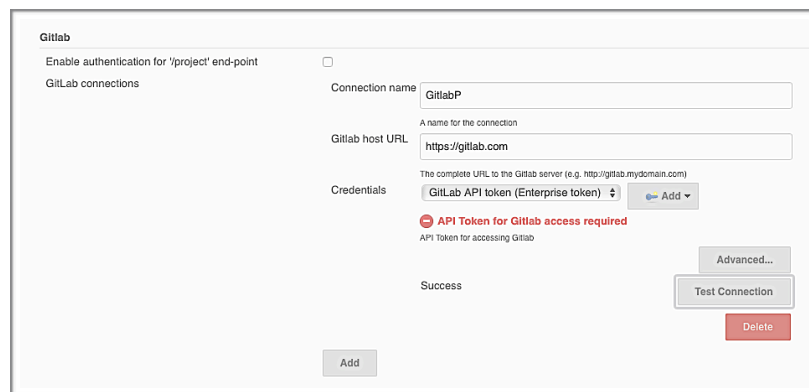 Gitlab
Enable authentication for '/project' end-point
GitLab connections
Connection name
GitlabP
A name for the connection
Gitlab host URL
https://gitlab.com
The complete URL to the Gitlab server (e.g. http://gitlab.mydomain.com)
Credentials
GitLab API token (Enterprise token)
Add
API Token for Gitlab access required
API Token for accessing Gitlab
Advanced...
Success
Test Connection
Delete
Add